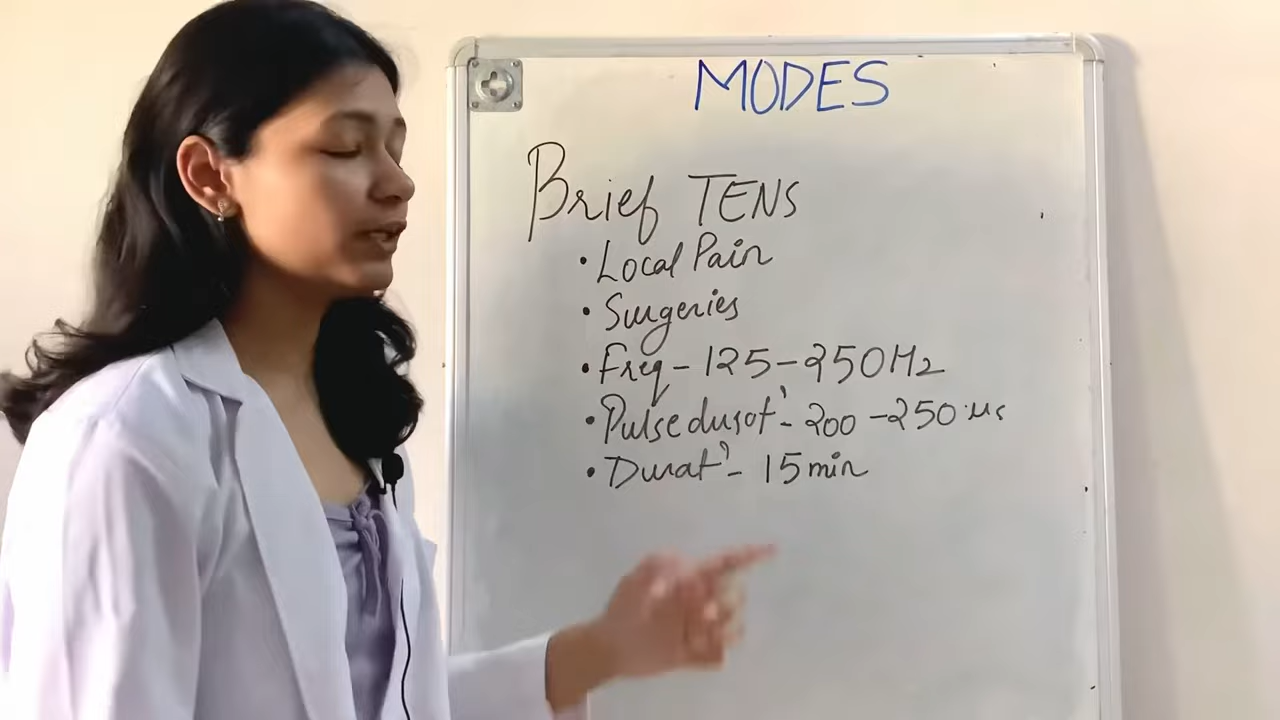 MODES
Brief TENS
• Local Pain
• Surgeries
• Freq - 125 - 250 Hz
• Pulse durat' - 200 - 250 µs
• Durat' - 15 min